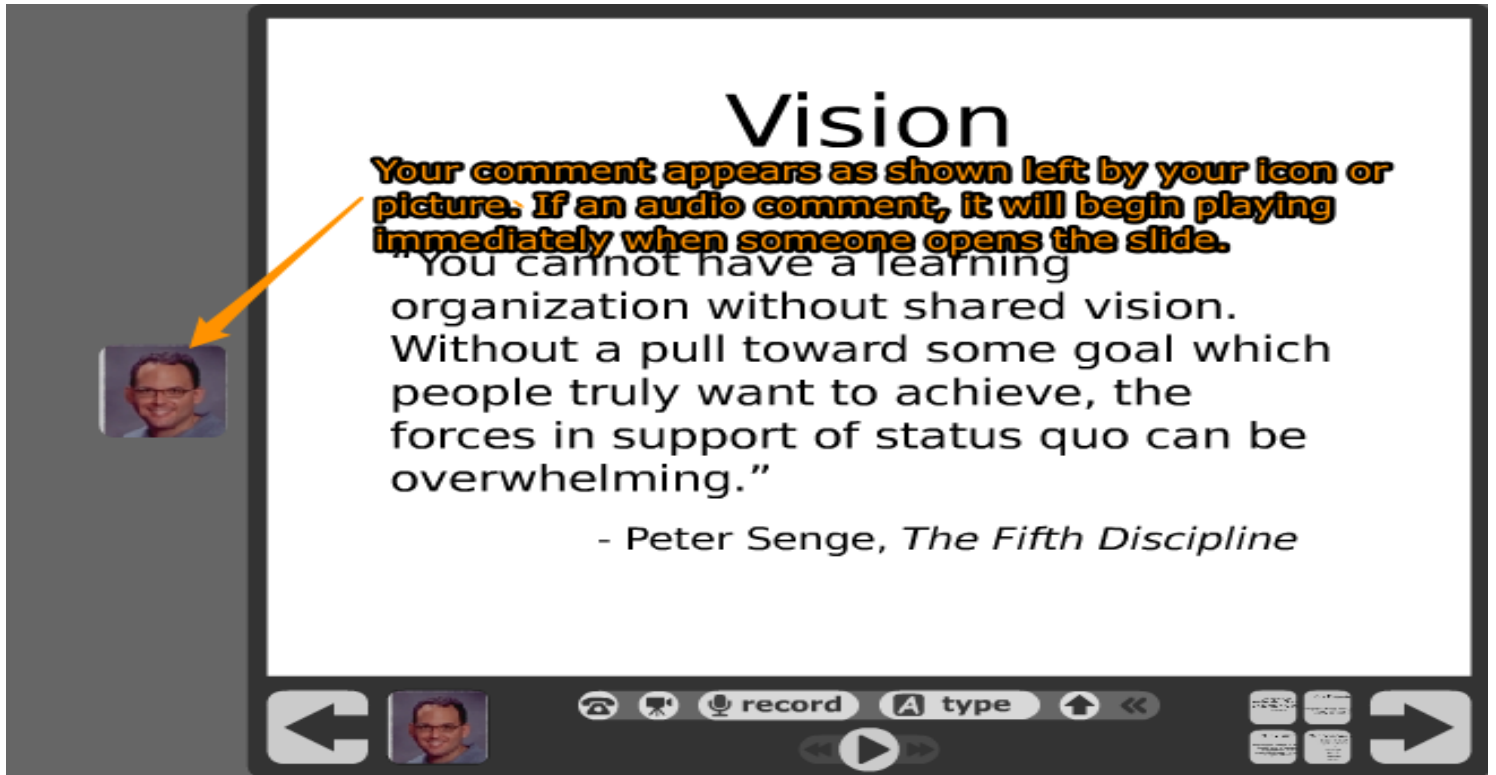 Vision
Your comment appears as shown left by your icon or
picture. If an audio comment, it will begin playing
immediately when someone opens the slide.
“You cannot have a learning
organization without shared vision.
Without a pull toward some goal which
people truly want to achieve, the
forces in support of status quo can be
overwhelming.”
- Peter Senge, The Fifth Discipline
record A type